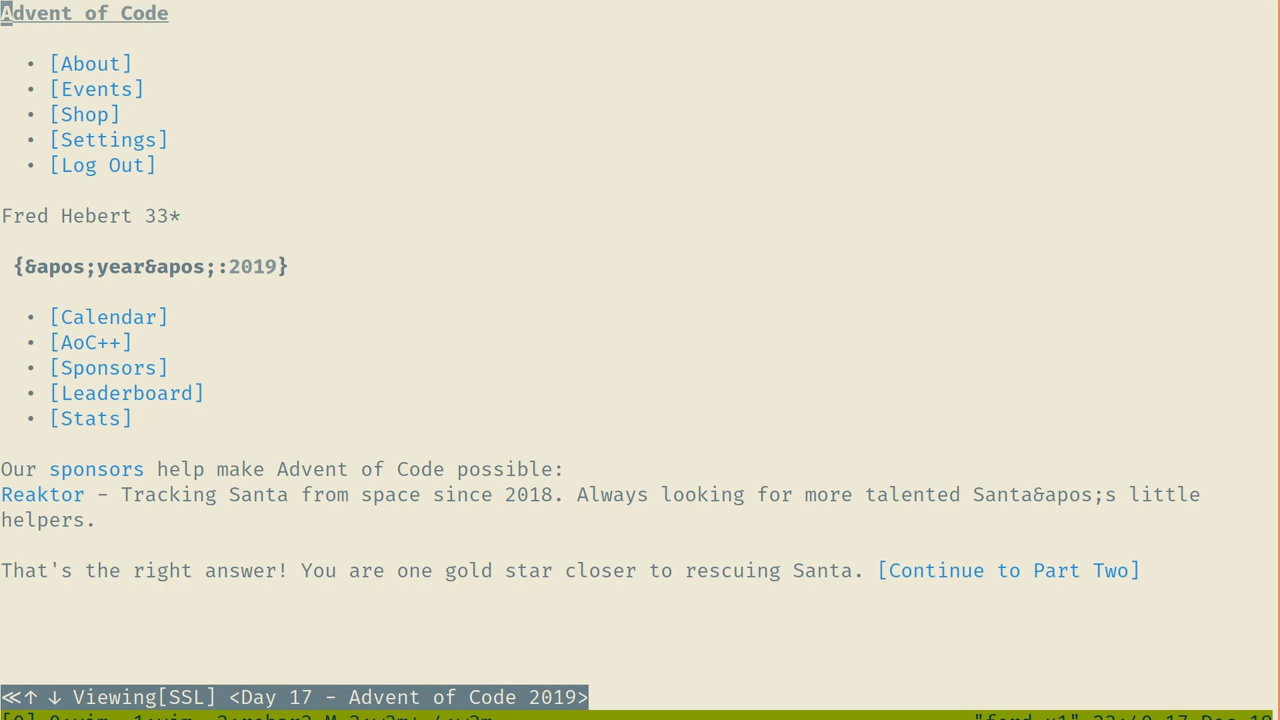 Advent of Code
• [About]
• [Events]
• [Shop]
• [Settings]
• [Log Out]
Fred Hebert 33*
{&apos;year&apos;:2019}
• [Calendar]
• [AoC++]
• [Sponsors]
• [Leaderboard]
• [Stats]
Our sponsors help make Advent of Code possible:
Reaktor - Tracking Santa from space since 2018. Always looking for more talented Santa&apos;s little
helpers.
That's the right answer! You are one gold star closer to rescuing Santa. [Continue to Part Two]
≪↑ ↓ Viewing[SSL] <Day 17 - Advent of Code 2019>